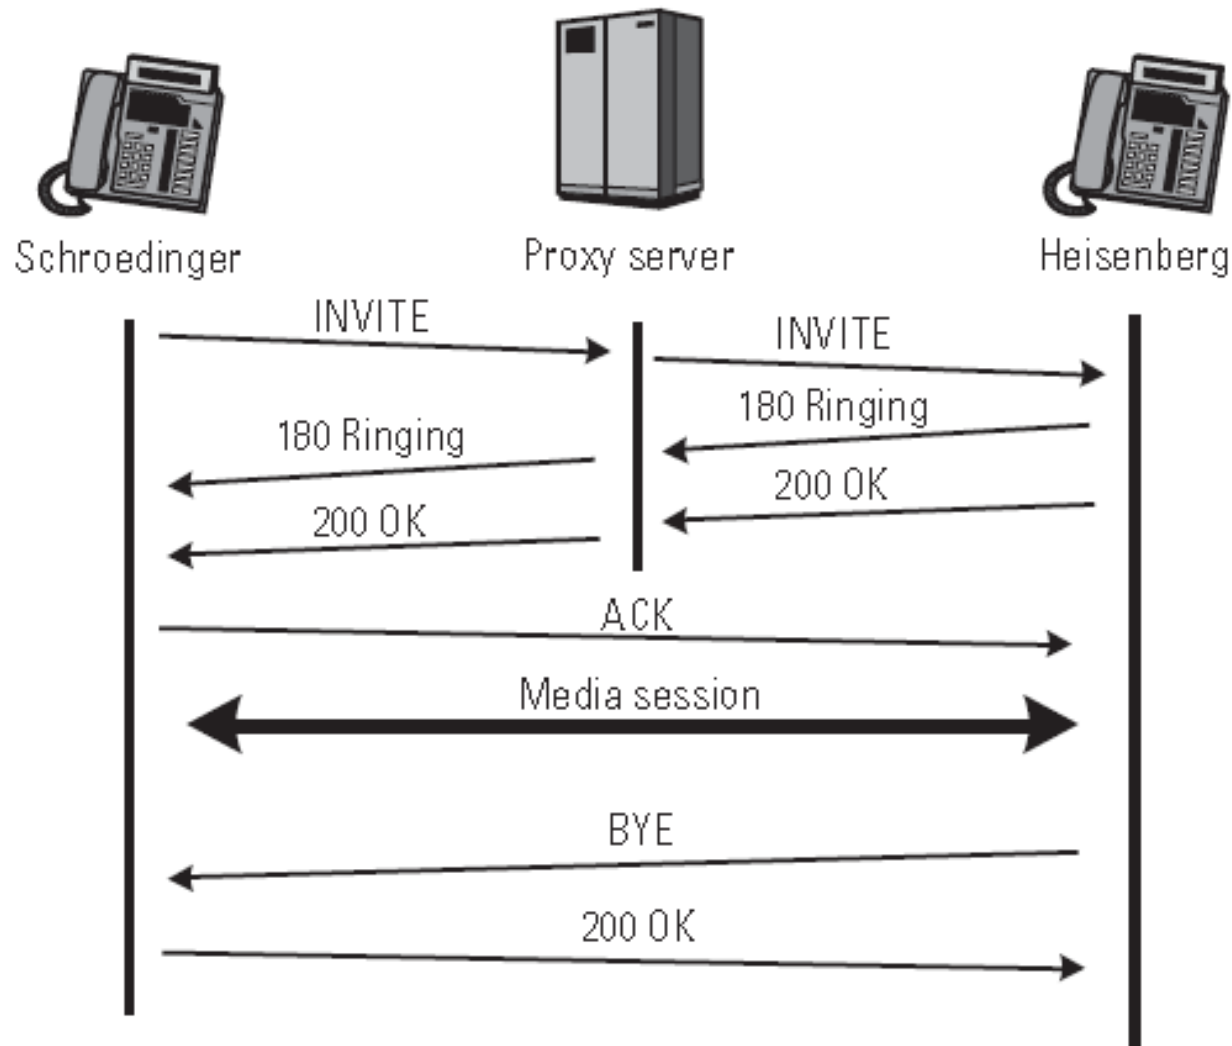 Schroedinger
Proxy server
Heisenberg
INVITE
INVITE
180 Ringing
180 Ringing
200 OK
200 OK
ACK
Media session
BYE
200 OK